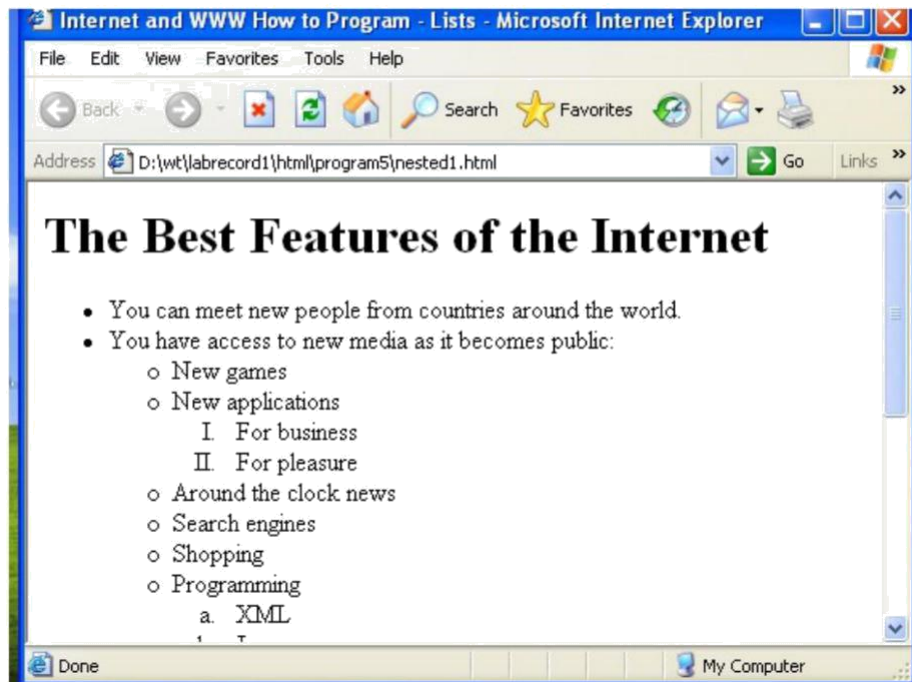 Internet and WWW How to Program - Lists - Microsoft Internet Explorer
File Edit View Favorites Tools Help
Back Search Favorites »
Address D:\wt\labrecord1\html\program5\nested1.html Go Links »
The Best Features of the Internet
• You can meet new people from countries around the world.
• You have access to new media as it becomes public:
o New games
o New applications
I. For business
II. For pleasure
o Around the clock news
o Search engines
o Shopping
o Programming
a. XML
Done My Computer